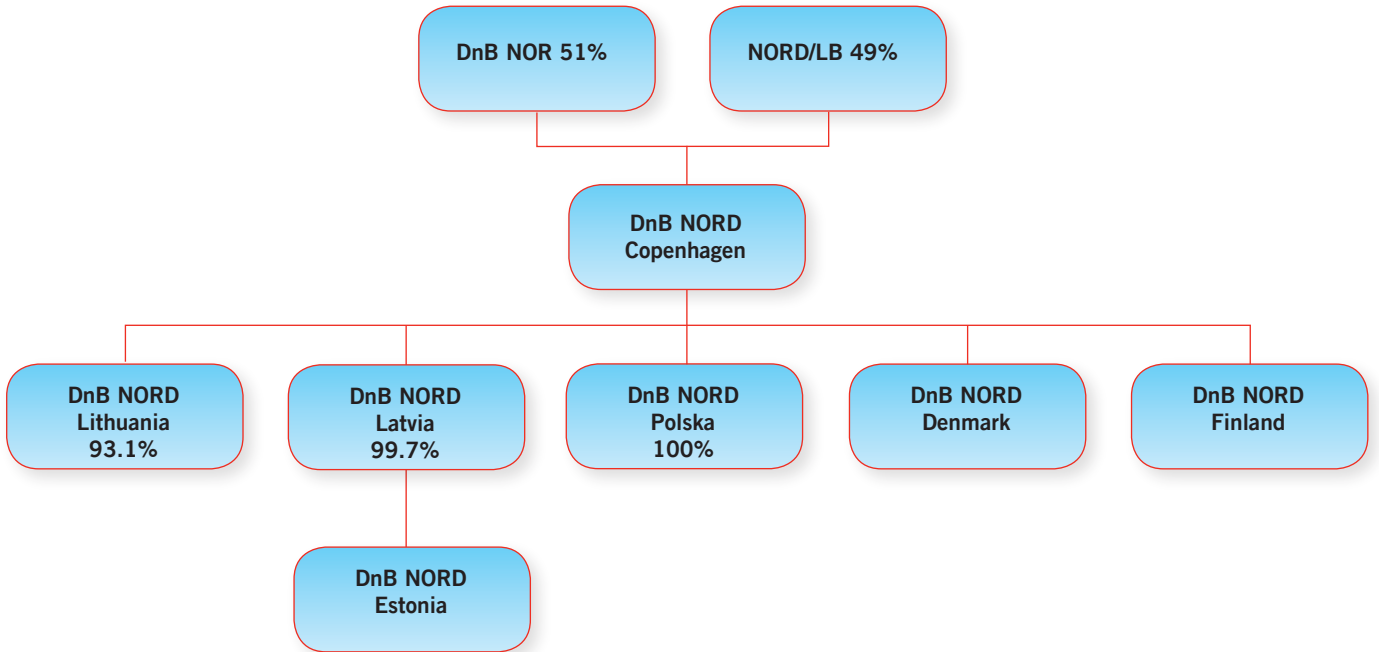 DnB NOR 51%
NORD/LB 49%
DnB NORD
Copenhagen
DnB NORD
Lithuania
93.1%
DnB NORD
Latvia
99.7%
DnB NORD
Polska
100%
DnB NORD
Denmark
DnB NORD
Finland
DnB NORD
Estonia